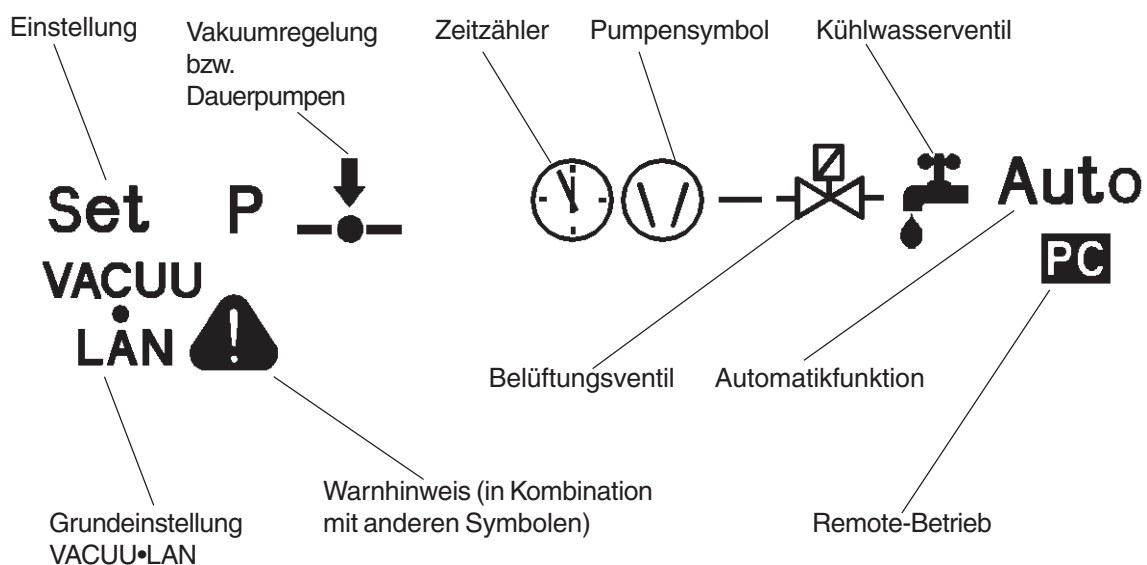 Einstellung
Vakuumregelung
bzw.
Dauerpumpen
Zeitzähler
Pumpensymbol
Kühlwasserventil
Set
P
Auto
VACUU
•
LAN
!
PC
Belüftungsventil
Automatikfunktion
Grundeinstellung
VACUU•LAN
Warnhinweis (in Kombination
mit anderen Symbolen)
Remote-Betrieb